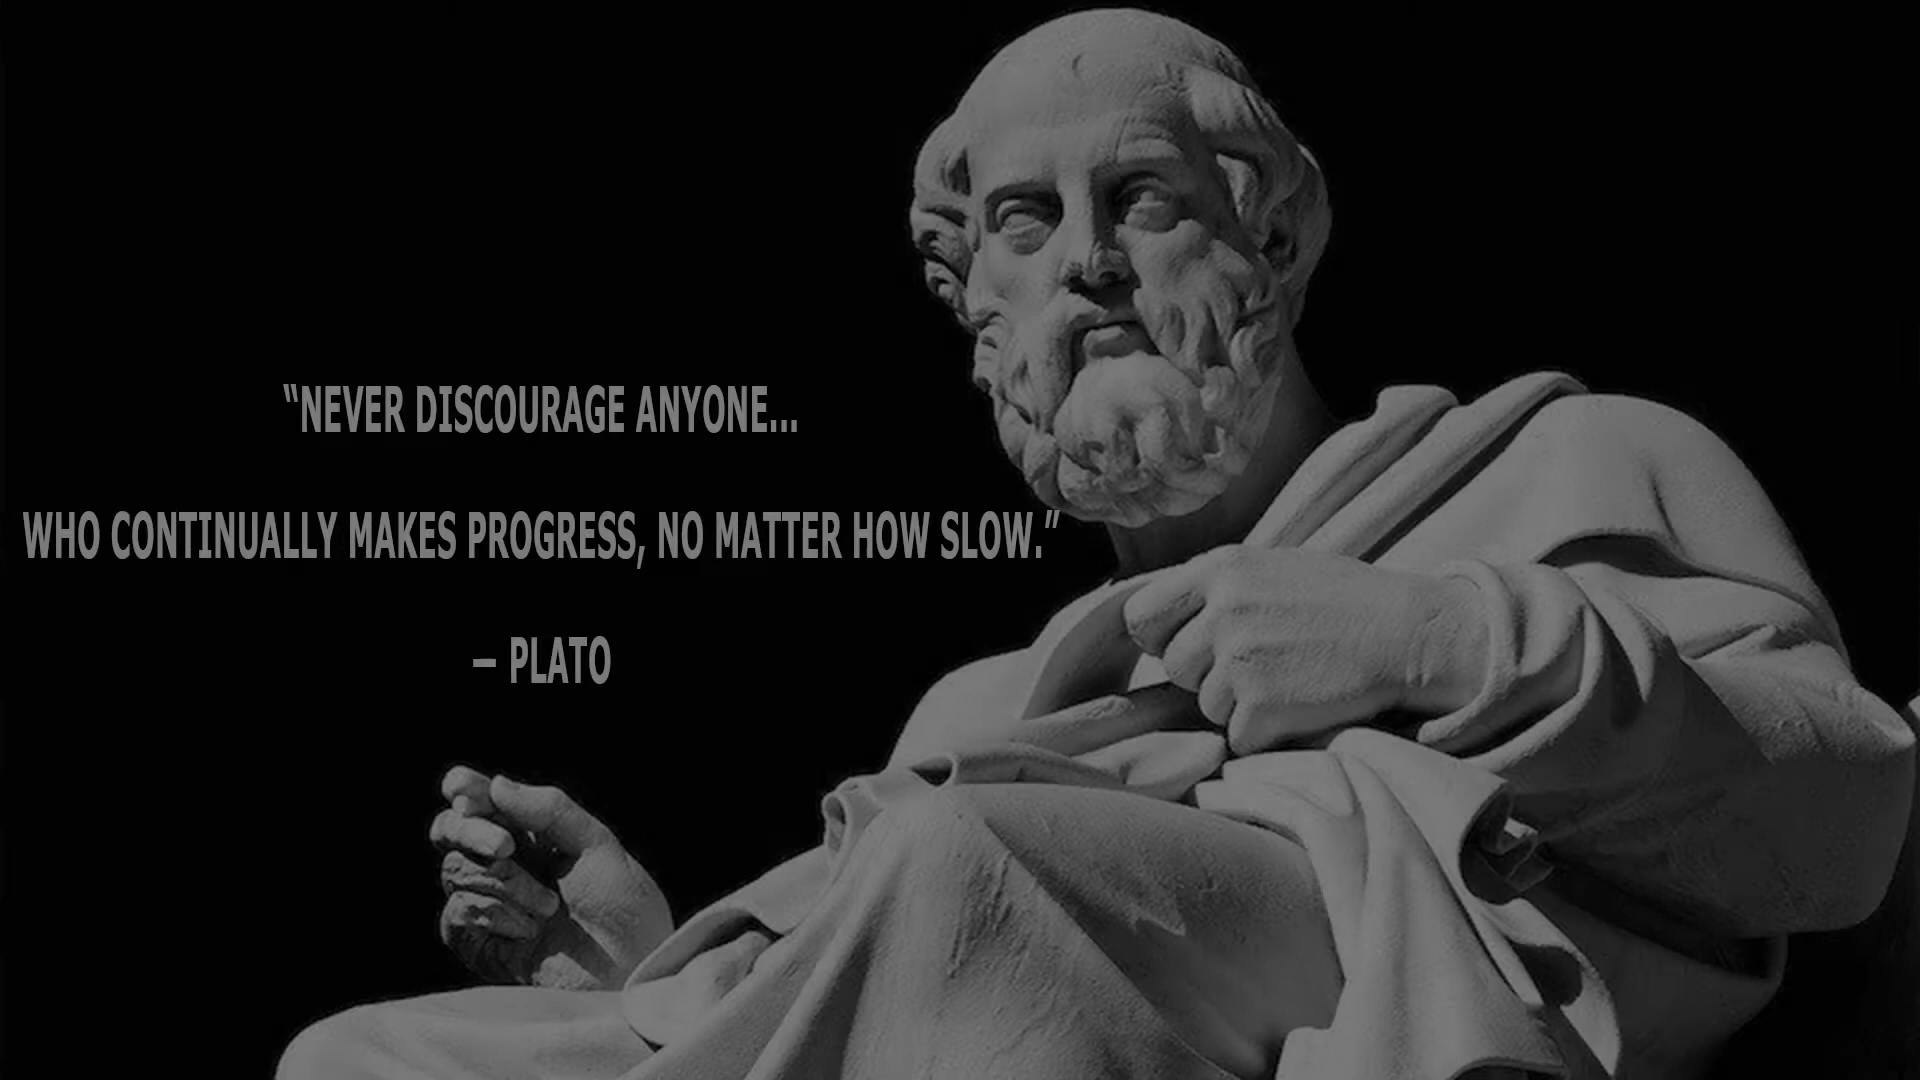 “NEVER DISCOURAGE ANYONE...
WHO CONTINUALLY MAKES PROGRESS, NO MATTER HOW SLOW.”
– PLATO